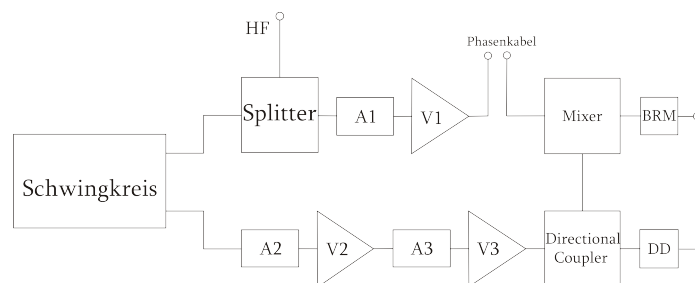 HF
Phasenkabel
Splitter
A1
V1
Mixer
BRM
Schwingkreis
A2
V2
A3
V3
Directional
Coupler
DD